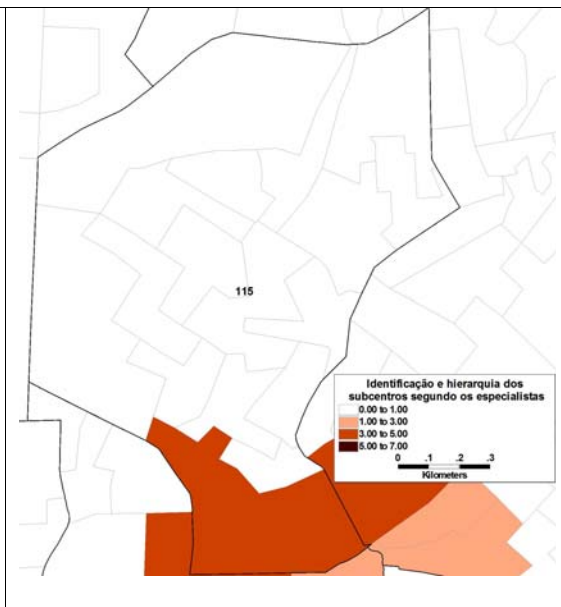 115
Identificação e hierarquia dos
subcentros segundo os especialistas
0.00 to 1.00
1.00 to 3.00
3.00 to 5.00
5.00 to 7.00
0 .1 .2 .3
Kilometers